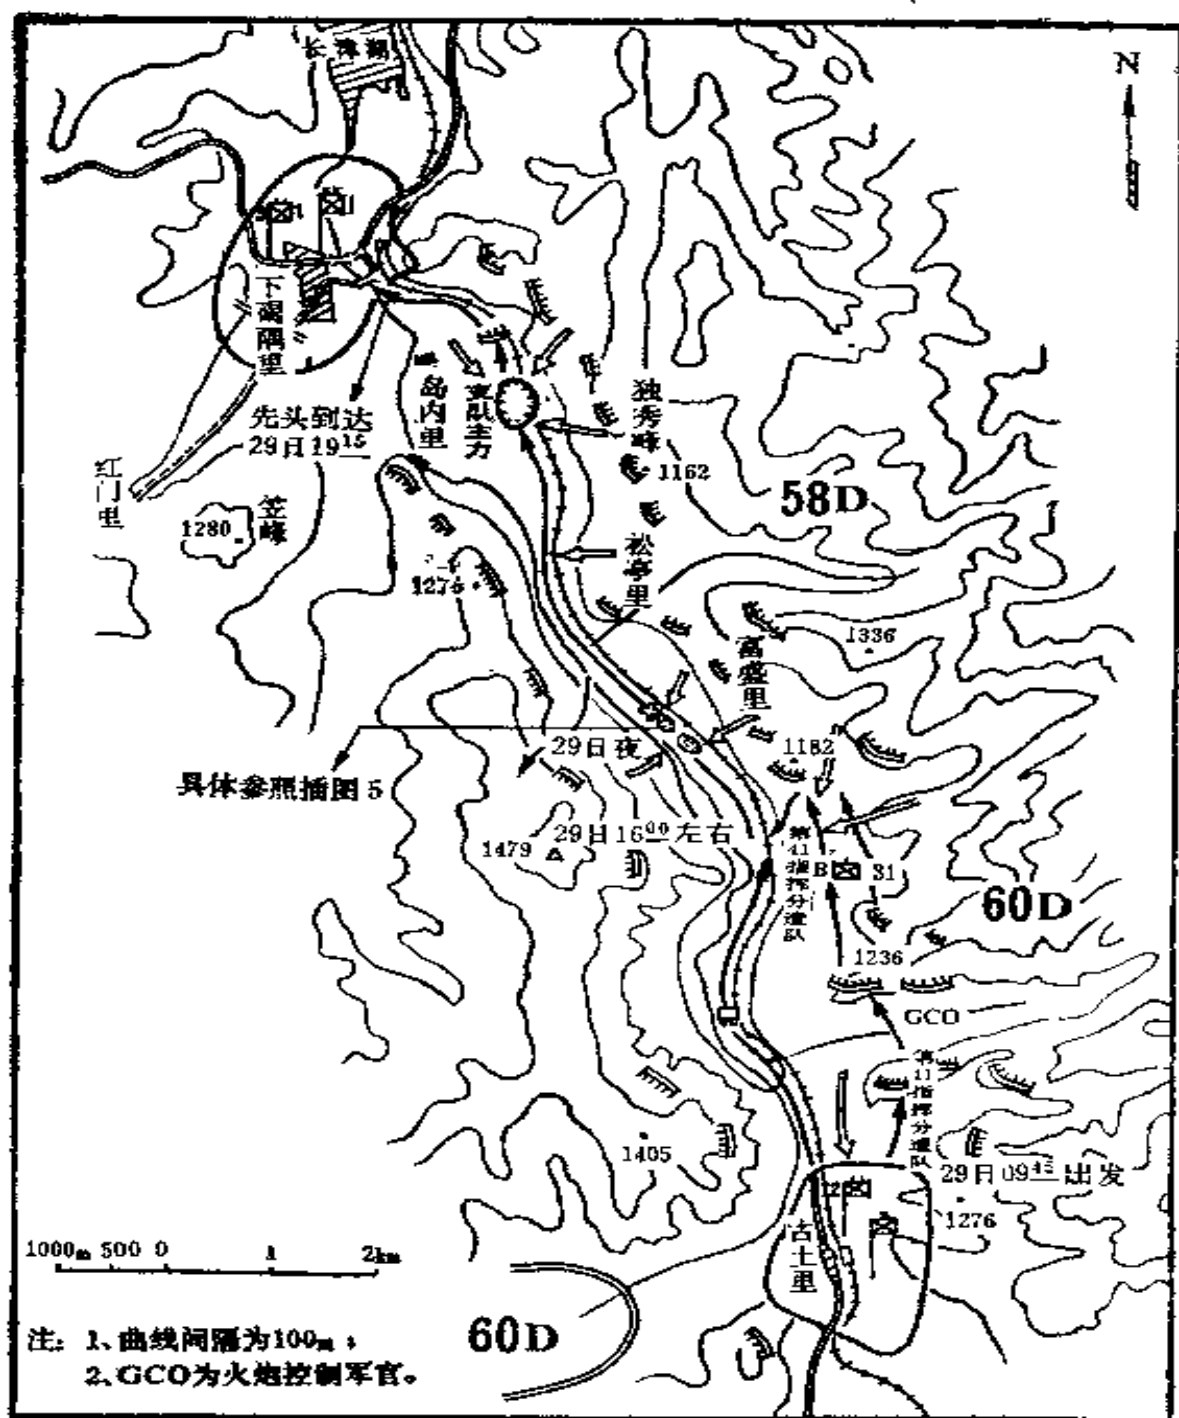 长津湖
N
下碣隅里
先头到达
29日1915
岛内里
支队主力
独秀峰
1162
58D
红门里
笠峰
1280
松亭里
1276
富盛里
1336
29日夜
1182
具体参照插图5
29日1600左右
1479
第41指挥分遣队
B
31
60D
1236
GCO
第41指挥分遣队
1405
29日0945出发
1276
古土里
1000m 500 0 1 2km
60D
注：1、曲线间隔为100m；
2、GCO为火炮控制军官。